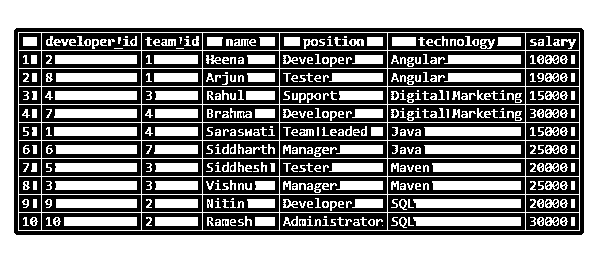 developer_id team_id name position technology salary
1 2 1 Heena Developer Angular 10000
2 8 1 Arjun Tester Angular 19000
3 4 3 Rahul Support Digital Marketing 15000
4 7 4 Brahma Developer Digital Marketing 30000
5 1 4 Saraswati Team Leaded Java 15000
6 6 7 Siddharth Manager Java 25000
7 5 3 Siddhesh Tester Maven 20000
8 3 3 Vishnu Manager Maven 25000
9 9 2 Nitin Developer SQL 20000
10 10 2 Ramesh Administrator SQL 30000